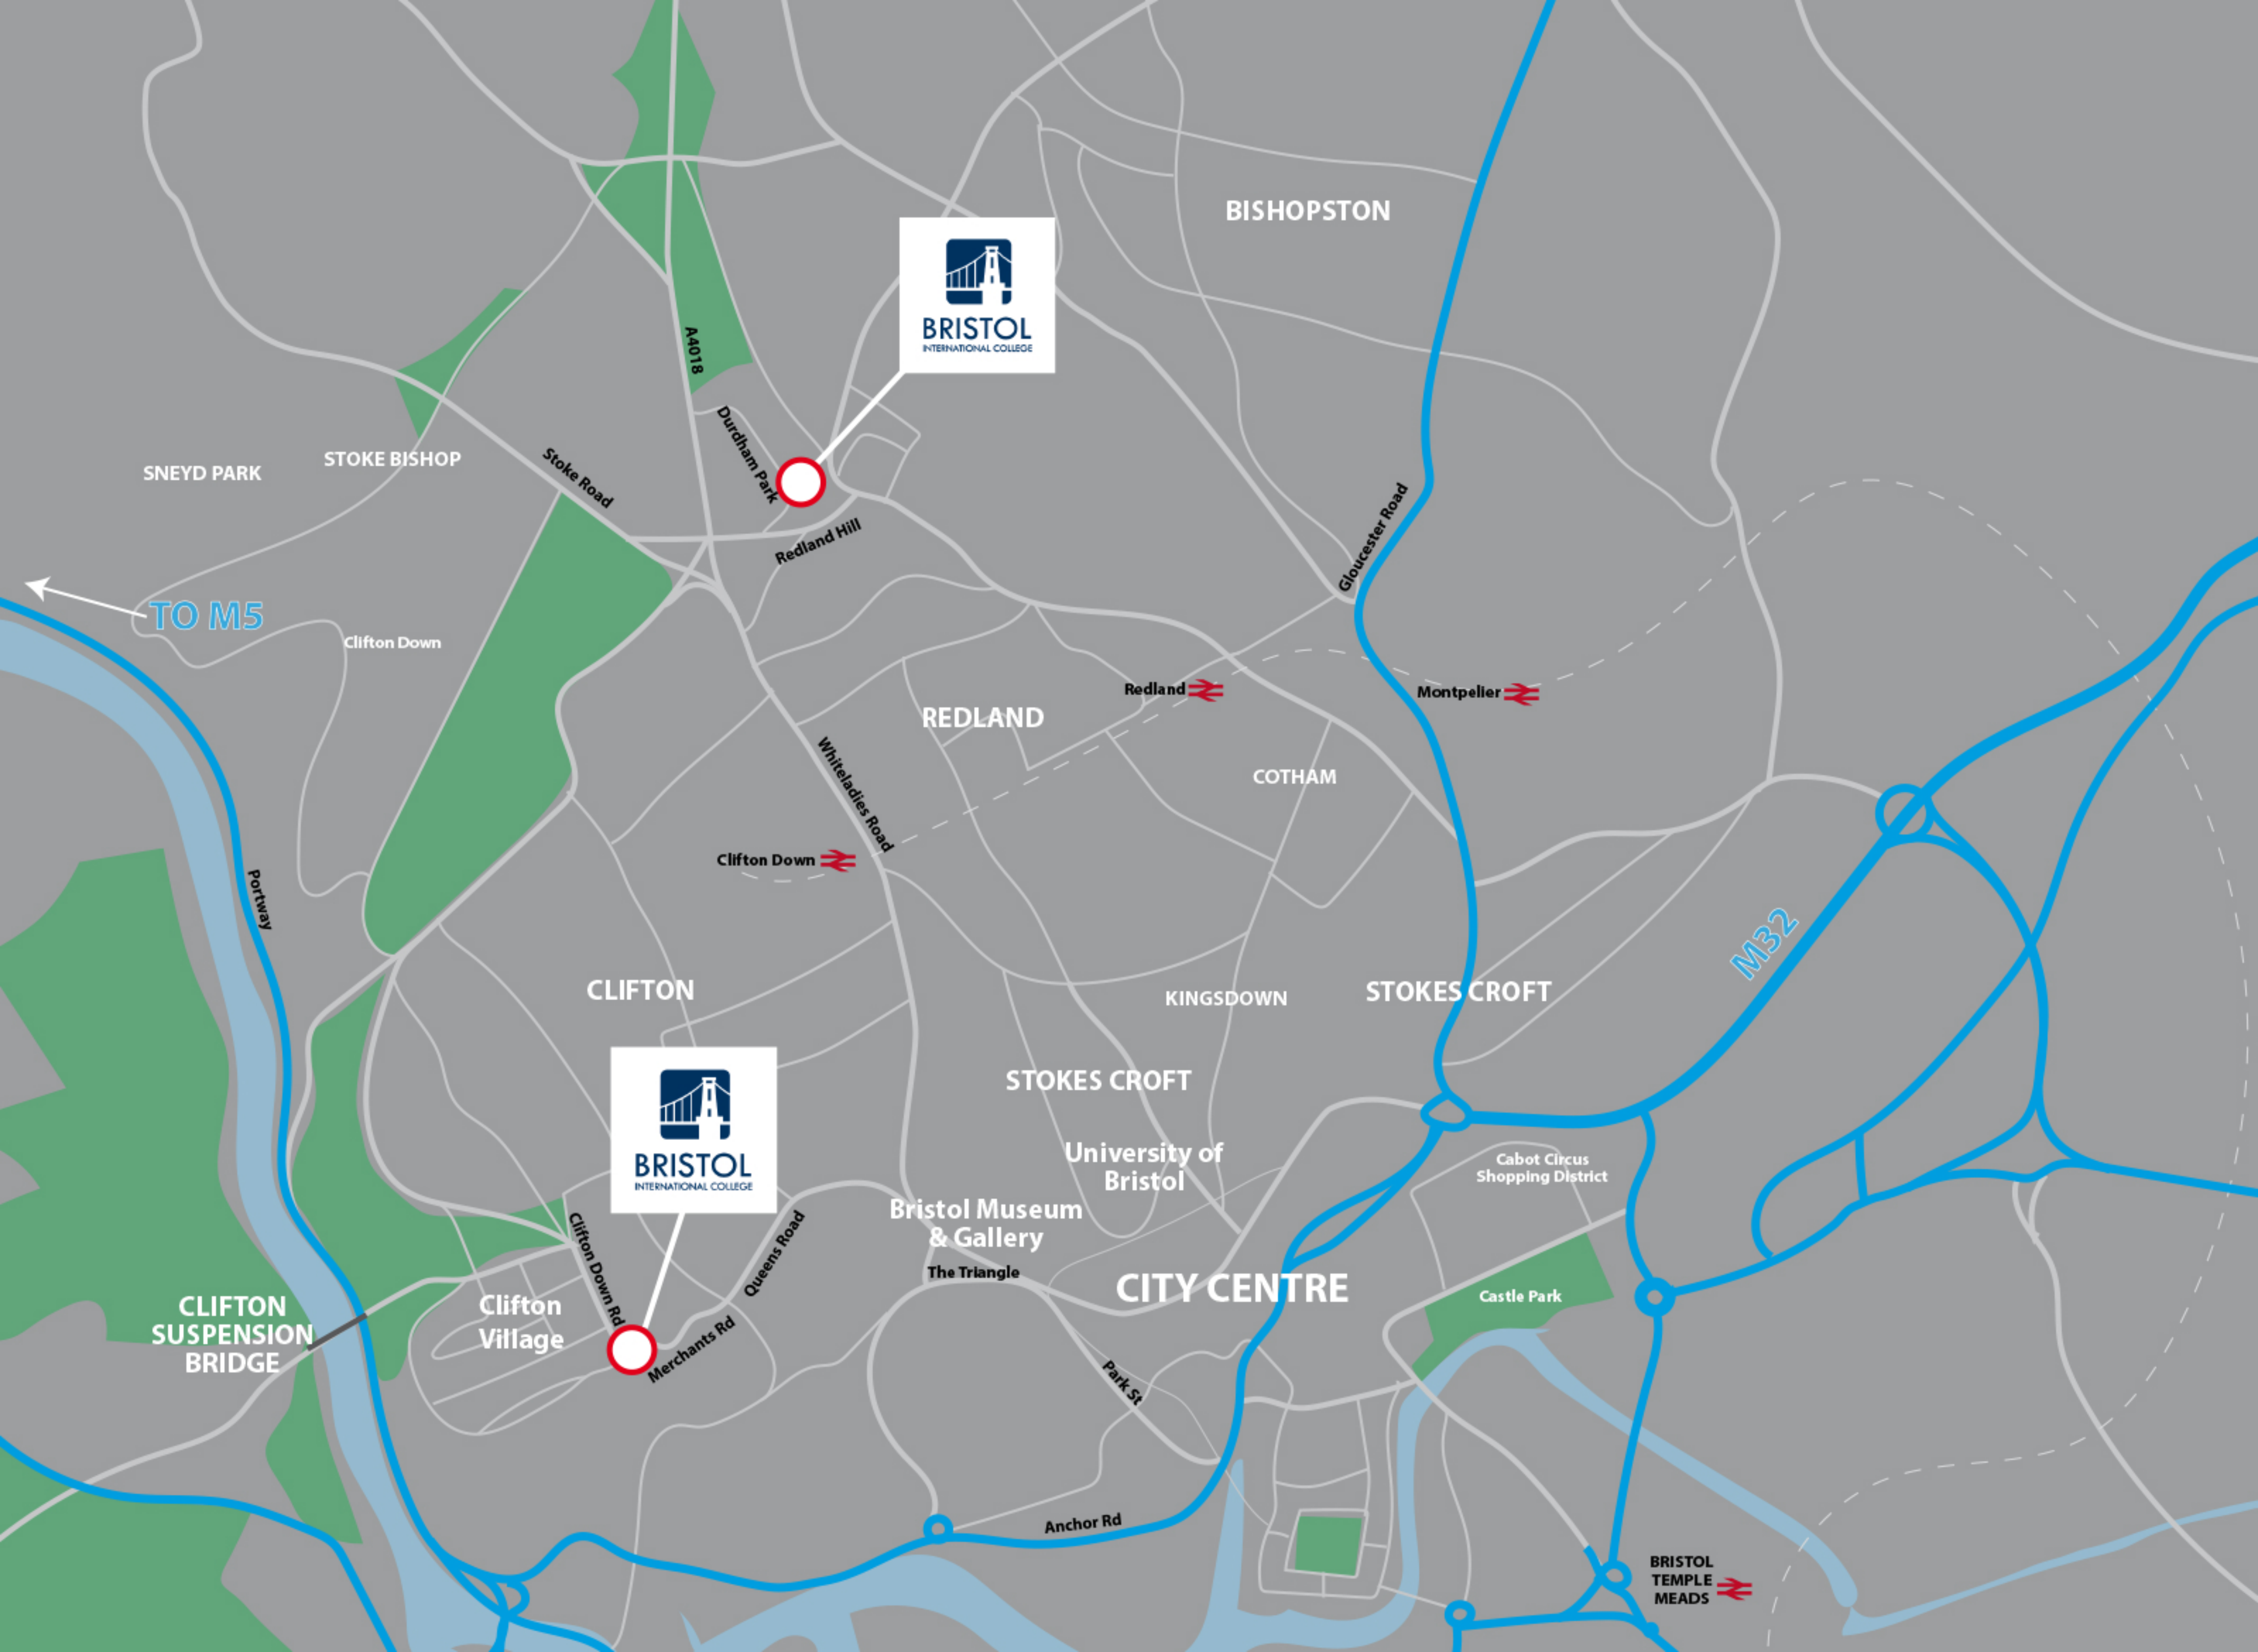 BISHOPSTON
BRISTOL
INTERNATIONAL COLLEGE
A4018
Durdham Park
SNEYD PARK
STOKE BISHOP
Stoke Road
Redland Hill
Gloucester Road
TO M5
Clifton Down
Redland
Montpelier
REDLAND
COTHAM
Whiteladies Road
Clifton Down
Portway
M32
CLIFTON
KINGSDOWN
STOKES CROFT
STOKES CROFT
BRISTOL
INTERNATIONAL COLLEGE
University of
Bristol
Cabot Circus
Shopping District
Bristol Museum
& Gallery
Clifton Down Rd
Queens Road
The Triangle
CITY CENTRE
Castle Park
CLIFTON
SUSPENSION
BRIDGE
Clifton
Village
Merchants Rd
Park St
Anchor Rd
BRISTOL
TEMPLE
MEADS